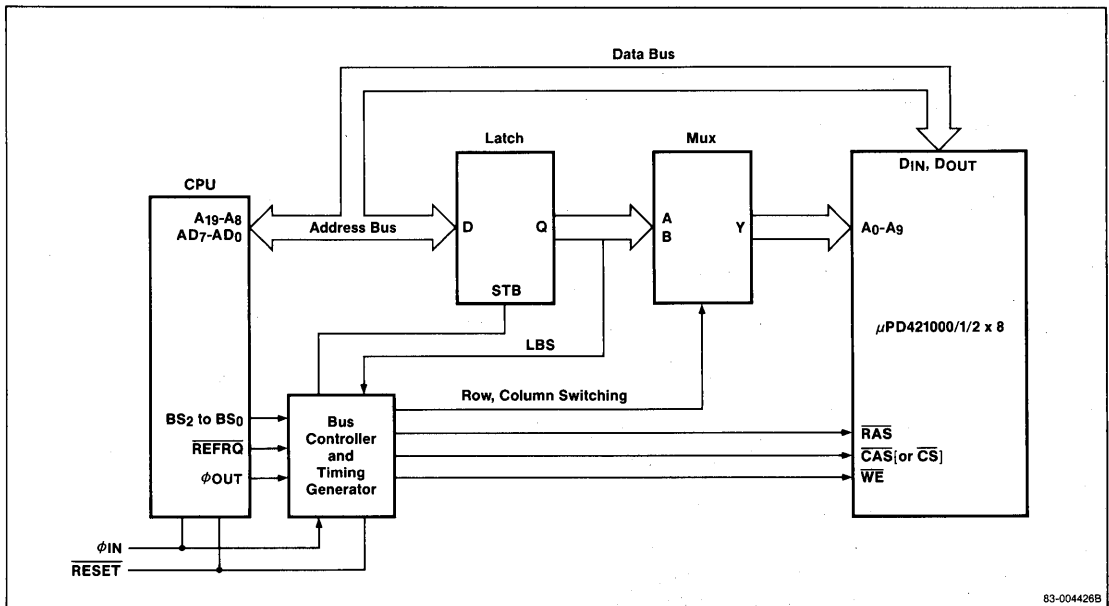 Data Bus
Latch
Mux
DIN, DOUT
CPU
A19-A8
AD7-AD0
Address Bus
D
Q
A
B
Y
A0-A9
STB
μPD421000/1/2 x 8
LBS
Row, Column Switching
BS2 to BS0
REFRQ
ϕOUT
Bus
Controller
and
Timing
Generator
RAS
CAS[or CS]
WE
ϕIN
RESET
83-004426B